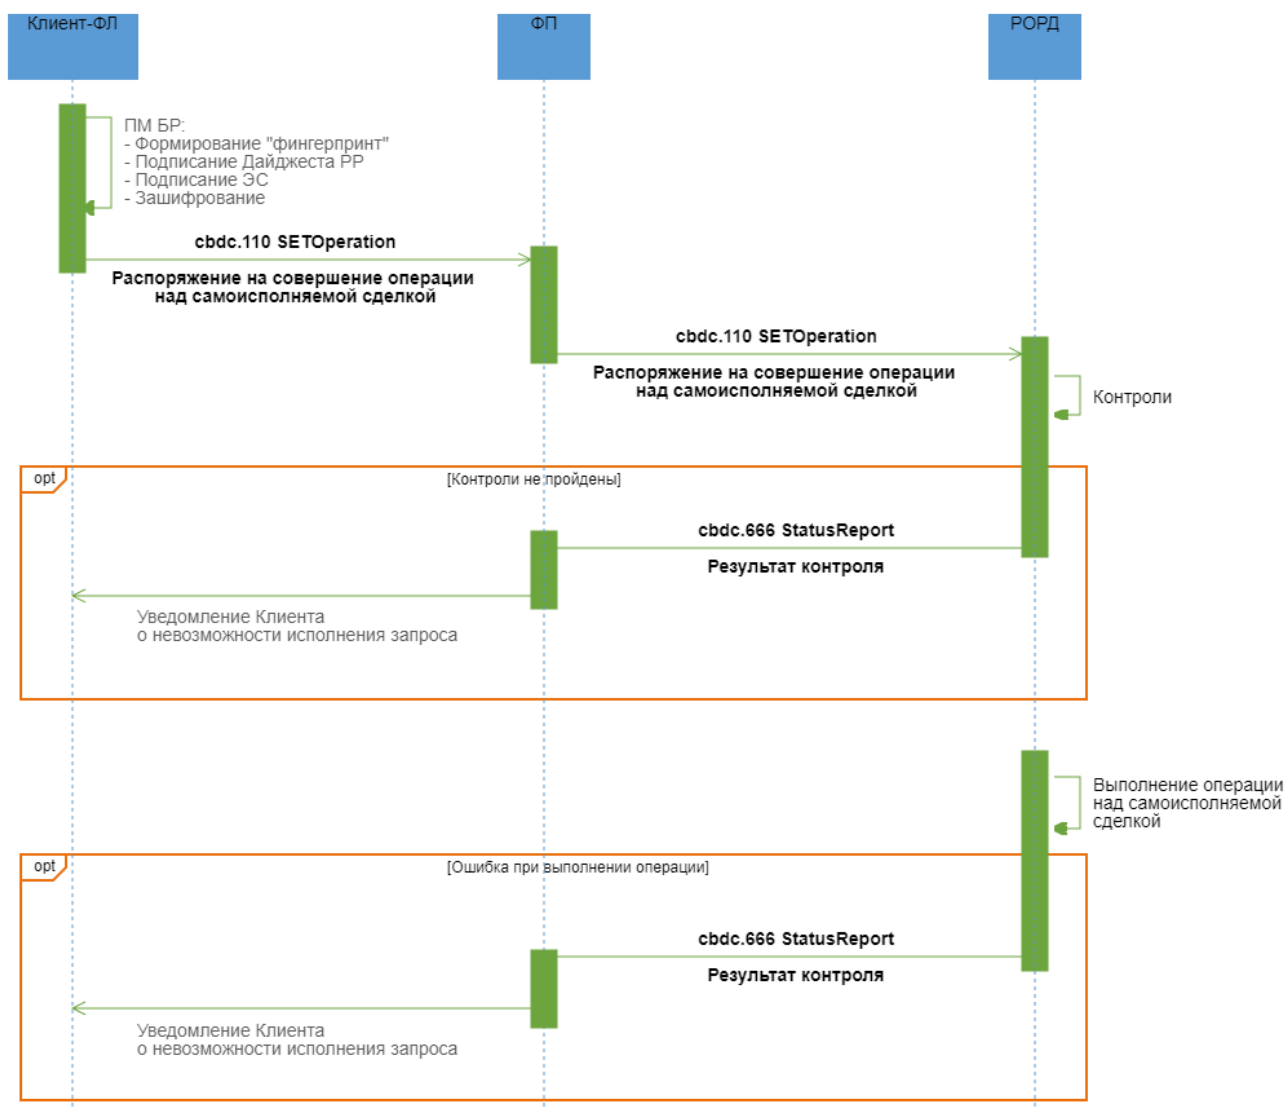 Клиент-ФЛ
ФП
РОРД
ПМ БР:
- Формирование "фингерпринт"
- Подписание Дайджеста РР
- Подписание ЭС
- Зашифрование
cbdc.110 SETOperation
Распоряжение на совершение операции
над самоисполняемой сделкой
cbdc.110 SETOperation
Распоряжение на совершение операции
над самоисполняемой сделкой
Контроли
opt
[Контроли не пройдены]
cbdc.666 StatusReport
Результат контроля
Уведомление Клиента
о невозможности исполнения запроса
Выполнение операции
над самоисполняемой
сделкой
opt
[Ошибка при выполнении операции]
cbdc.666 StatusReport
Результат контроля
Уведомление Клиента
о невозможности исполнения запроса